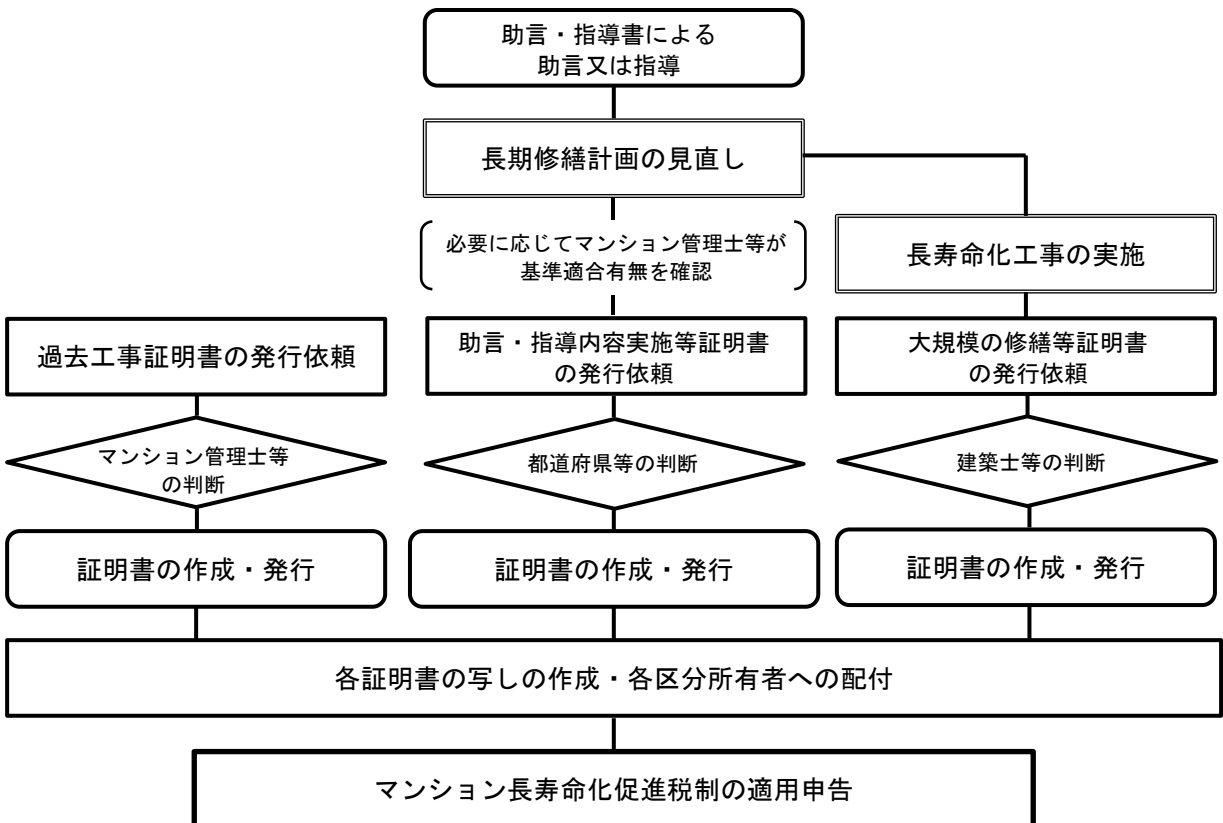 助言・指導書による
助言又は指導
長期修繕計画の見直し
必要に応じてマンション管理士等が
基準適合有無を確認
長寿命化工事の実施
過去工事証明書の発行依頼
助言・指導内容実施等証明書
の発行依頼
大規模の修繕等証明書
の発行依頼
マンション管理士等
の判断
都道府県等の判断
建築士等の判断
証明書の作成・発行
証明書の作成・発行
証明書の作成・発行
各証明書の写しの作成・各区分所有者への配付
マンション長寿命化促進税制の適用申告